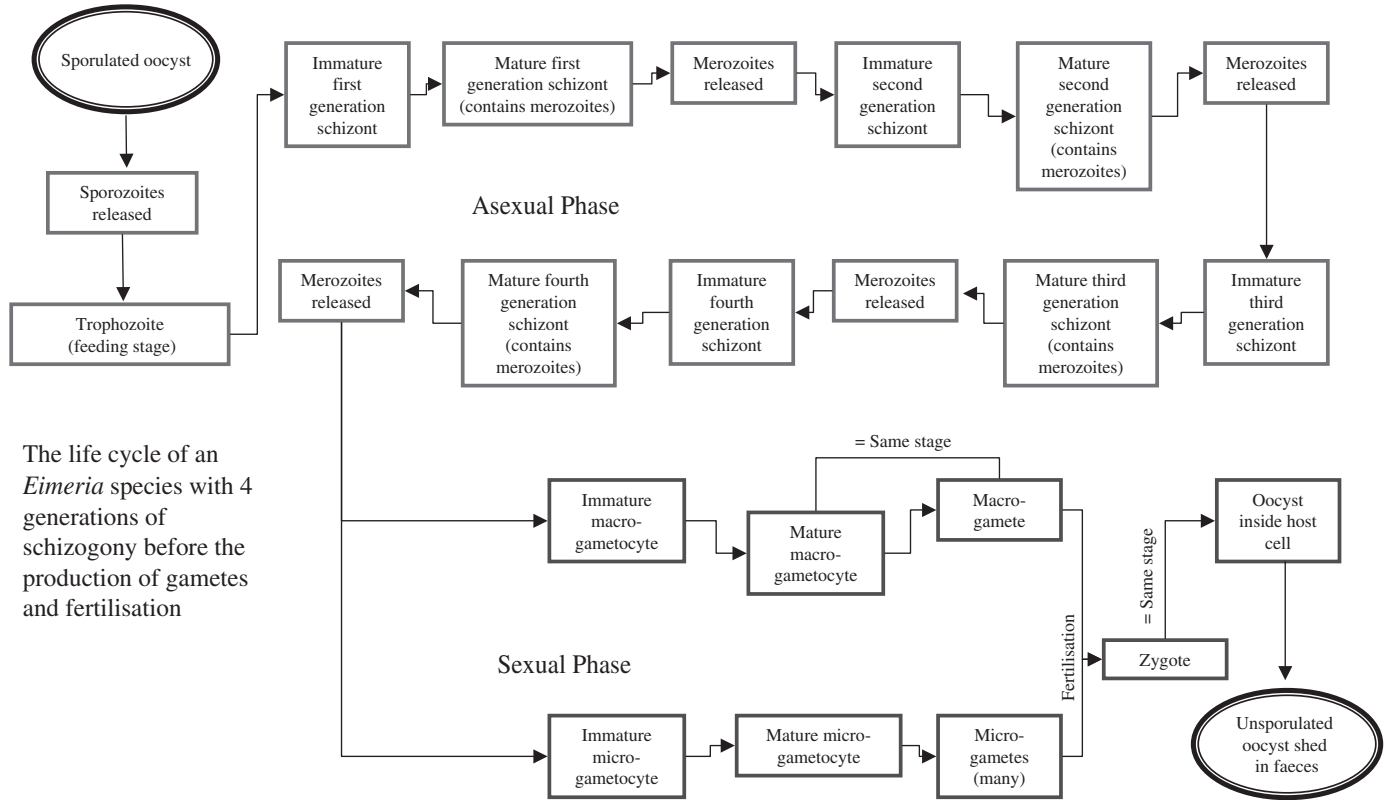 Sporulated oocyst
Sporozoites
released
Trophozoite
(feeding stage)
Immature
first
generation
schizont
Mature first
generation schizont
(contains merozoites)
Merozoites
released
Immature
second
generation
schizont
Mature
second
generation
schizont
(contains
merozoites)
Merozoites
released
Asexual Phase
Immature
third
generation
schizont
Mature third
generation
schizont
(contains
merozoites)
Merozoites
released
Immature
fourth
generation
schizont
Mature fourth
generation
schizont
(contains
merozoites)
Merozoites
released
The life cycle of an
Eimeria species with 4
generations of
schizogony before the
production of gametes
and fertilisation
Immature
macro-
gametocyte
Mature
macro-
gametocyte
= Same stage
Macro-
gamete
Sexual Phase
Immature
micro-
gametocyte
Mature micro-
gametocyte
Micro-
gametes
(many)
Fertilisation
Zygote
= Same stage
Oocyst
inside host
cell
Unsporulated
oocyst shed
in faeces